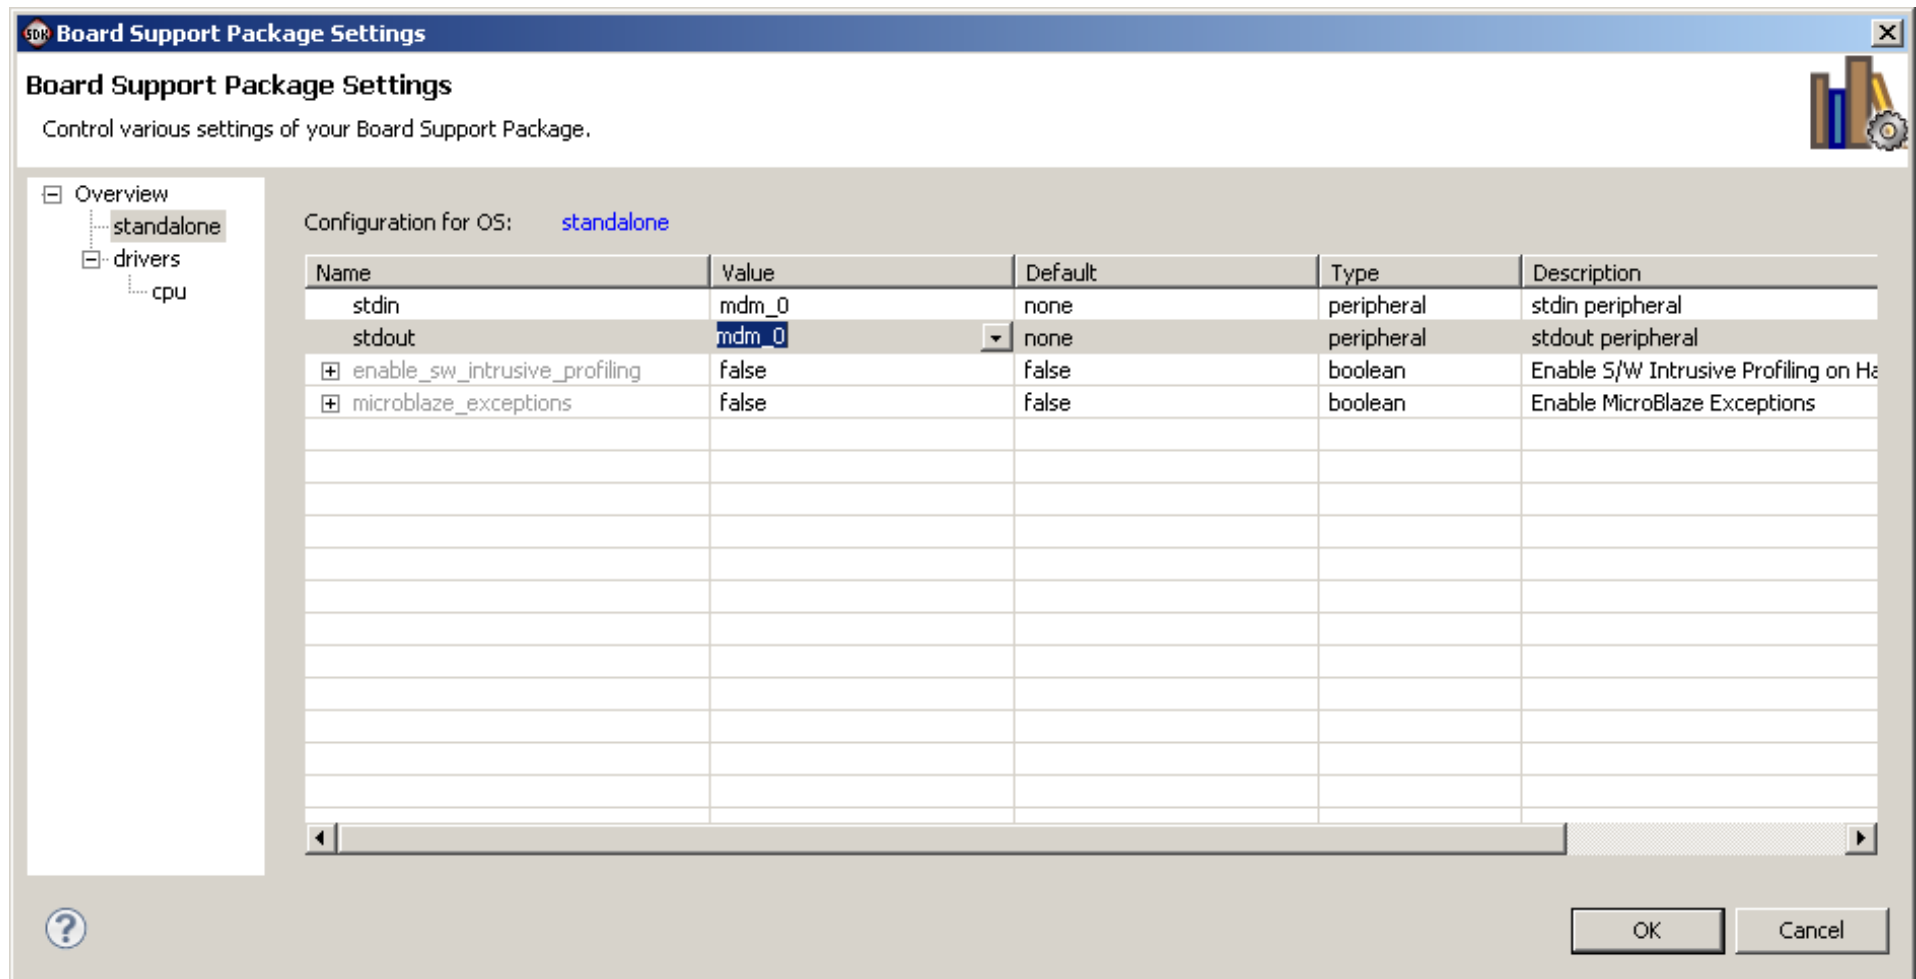 SDK Board Support Package Settings
Board Support Package Settings
Control various settings of your Board Support Package.
Overview
standalone
drivers
cpu
Configuration for OS: standalone
Name Value Default Type Description
stdin mdm_0 none peripheral stdin peripheral
stdout mdm_0 none peripheral stdout peripheral
enable_sw_intrusive_profiling false false boolean Enable S/W Intrusive Profiling on Ha
microblaze_exceptions false false boolean Enable MicroBlaze Exceptions
OK Cancel